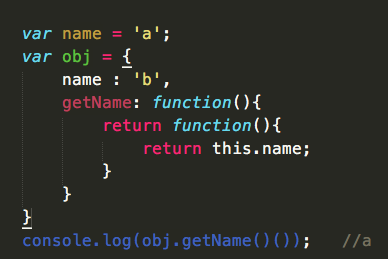 var name = 'a';
var obj = {
    name : 'b',
    getName: function(){
        return function(){
            return this.name;
        }
    }
}
console.log(obj.getName()());   //a